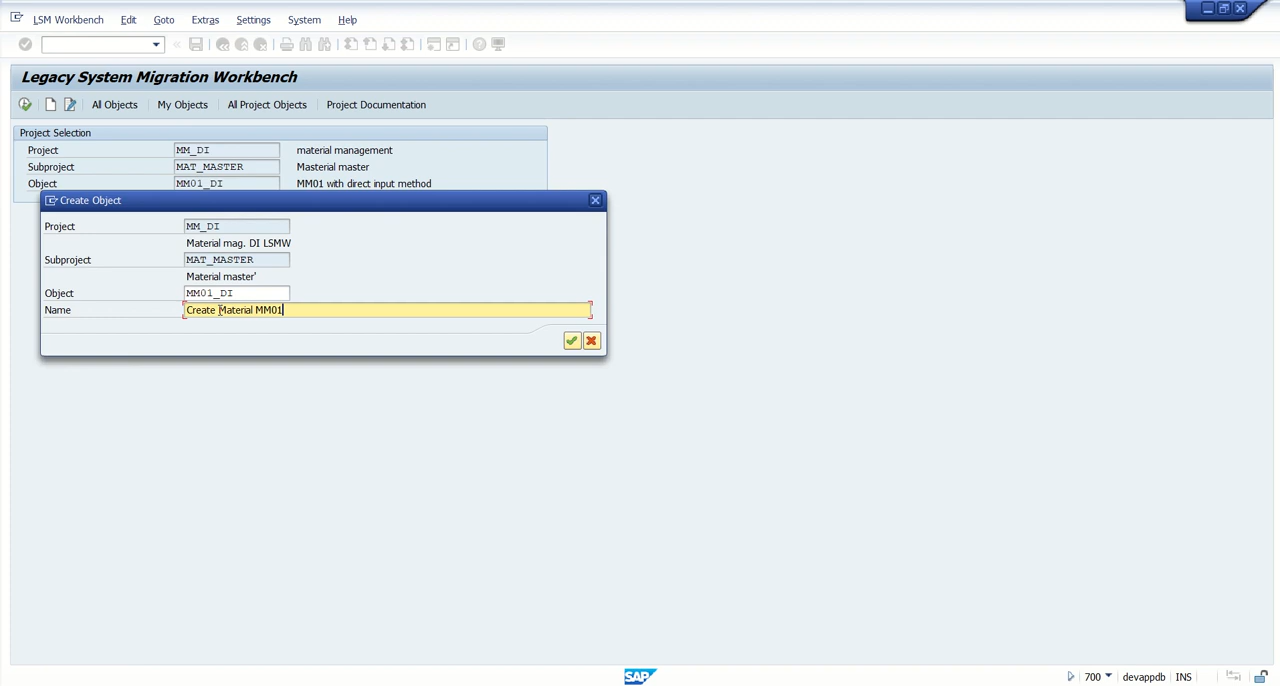 LSM Workbench Edit Goto Extras Settings System Help
Legacy System Migration Workbench
All Objects My Objects All Project Objects Project Documentation
Project Selection
Project MM_DI material management
Subproject MAT_MASTER Masterial master
Object MM01_DI MM01 with direct input method
Create Object
Project MM_DI
Material mag. DI LSMW
Subproject MAT_MASTER
Material master'
Object MM01_DI
Name Create Material MM01
SAP 700 devappdb INS